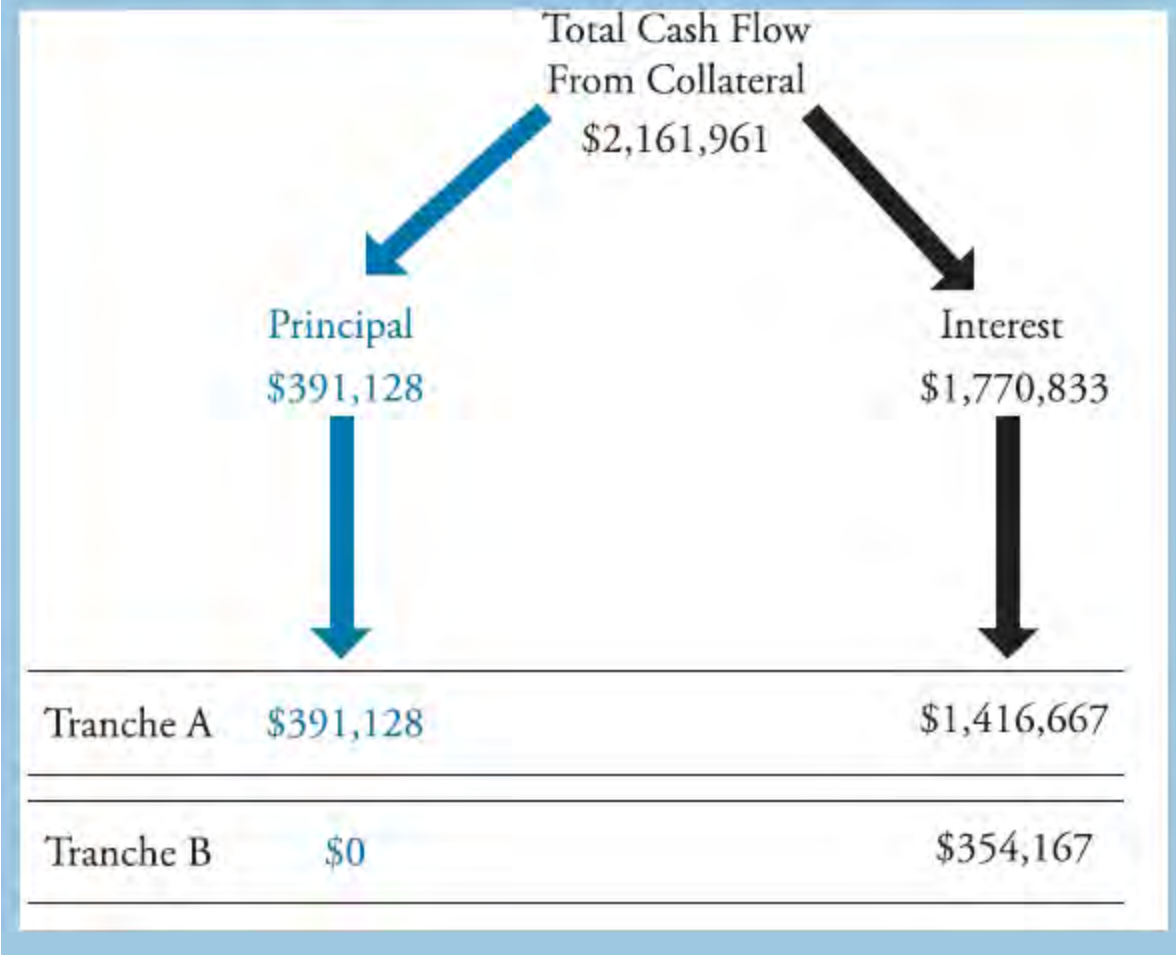 Total Cash Flow
From Collateral
$2,161,961
Principal
Interest
$391,128
$1,770,833
Tranche A $391,128 $1,416,667
Tranche B $0 $354,167